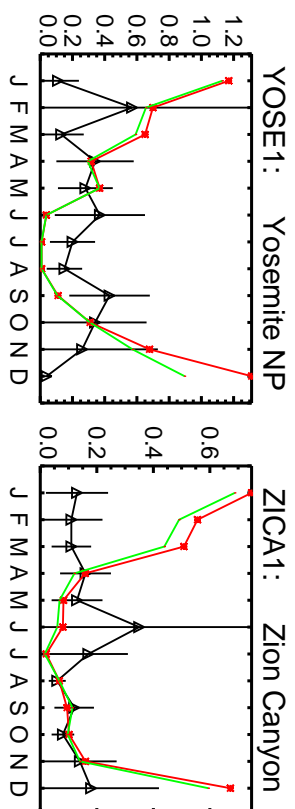 YOSE1: Yosemite NP
0.0 0.2 0.4 0.6 0.8 1.0 1.2
J F M A M J J A S O N D
ZICA1: Zion Canyon
0.0 0.2 0.4 0.6
J F M A M J J A S O N D